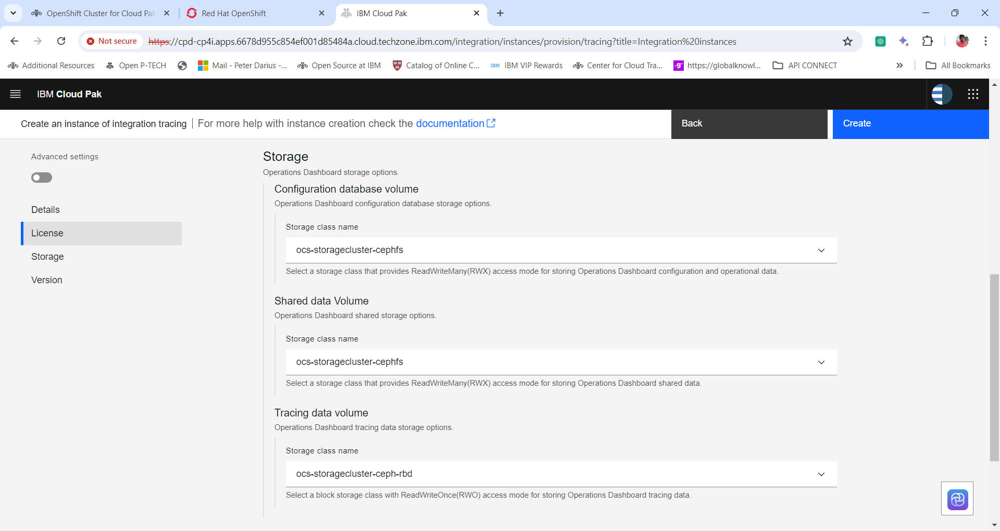 OpenShift Cluster for Cloud Pak
Red Hat OpenShift
IBM Cloud Pak
Not secure
https://cpd-cp4i.apps.6678d955c854ef001d85484a.cloud.techzone.ibm.com/integration/instances/provision/tracing?title=Integration%20instances
Additional Resources
Open P-TECH
Mail - Peter Darius -...
Open Source at IBM
Catalog of Online C...
IBM VIP Rewards
Center for Cloud Tra...
https://globalknowl...
API CONNECT
All Bookmarks
IBM Cloud Pak
Create an instance of integration tracing
For more help with instance creation check the documentation
Back
Create
Advanced settings
Details
License
Storage
Version
Storage
Operations Dashboard storage options.
Configuration database volume
Operations Dashboard configuration database storage options.
Storage class name
ocs-storagecluster-cephfs
Select a storage class that provides ReadWriteMany(RWX) access mode for storing Operations Dashboard configuration and operational data.
Shared data Volume
Operations Dashboard shared storage options.
Storage class name
ocs-storagecluster-cephfs
Select a storage class that provides ReadWriteMany(RWX) access mode for storing Operations Dashboard shared data.
Tracing data volume
Operations Dashboard tracing data storage options.
Storage class name
ocs-storagecluster-ceph-rbd
Select a block storage class with ReadWriteOnce(RWO) access mode for storing Operations Dashboard tracing data.